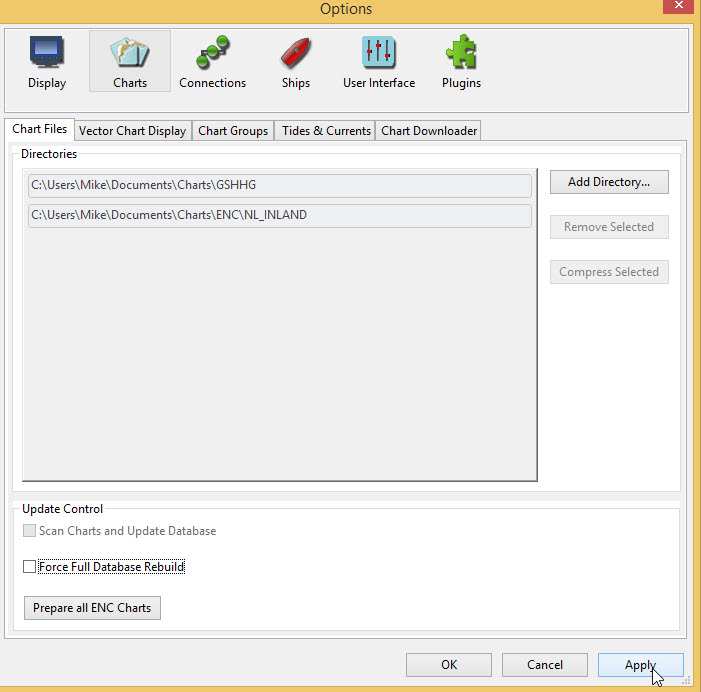 Options
Display Charts Connections Ships User Interface Plugins
Chart Files Vector Chart Display Chart Groups Tides & Currents Chart Downloader
Directories
C:\Users\Mike\Documents\Charts\GSHHG
C:\Users\Mike\Documents\Charts\ENC\NL_INLAND
Add Directory...
Remove Selected
Compress Selected
Update Control
Scan Charts and Update Database
Force Full Database Rebuild
Prepare all ENC Charts
OK Cancel Apply